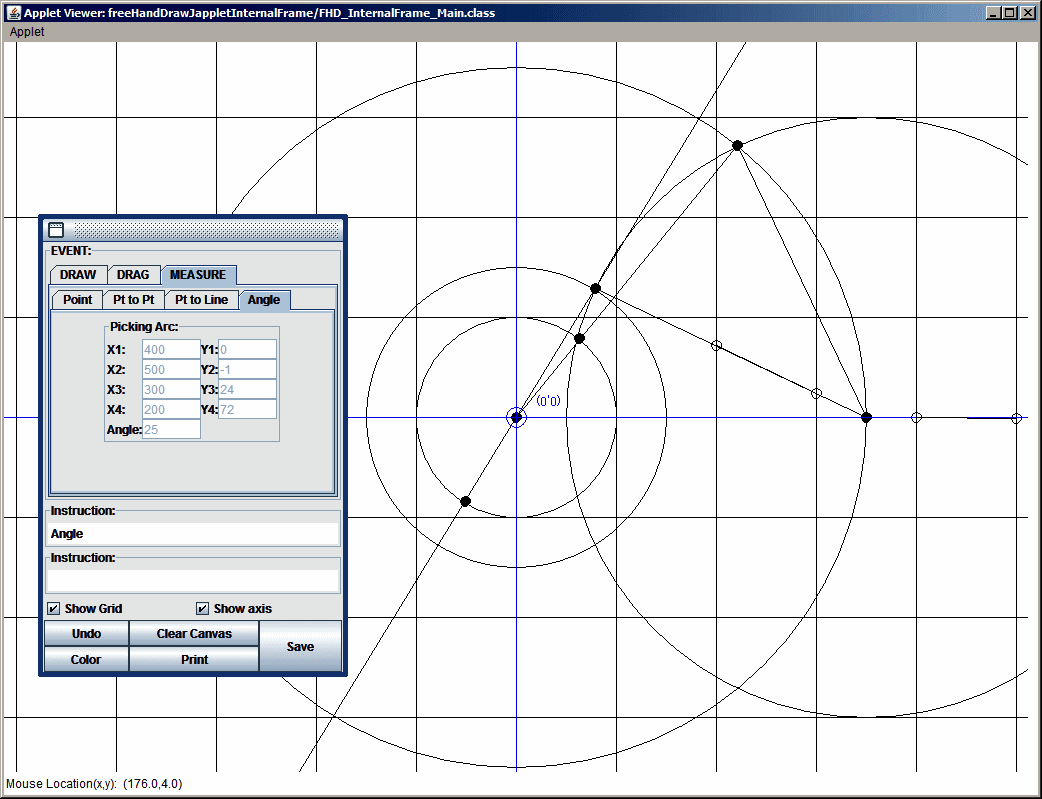 Applet Viewer: freeHandDrawJappletInternalFrame/FHD_InternalFrame_Main.class
Applet
EVENT:
DRAW DRAG MEASURE
Point Pt to Pt Pt to Line Angle
Picking Arc:
X1: 400 Y1: 0
X2: 500 Y2: -1
X3: 300 Y3: 24
X4: 200 Y4: 72
Angle: 25
(0'0)
Instruction:
Angle
Instruction:
Show Grid Show axis
Undo Clear Canvas Save
Color Print
Mouse Location(x,y): (176.0,4.0)